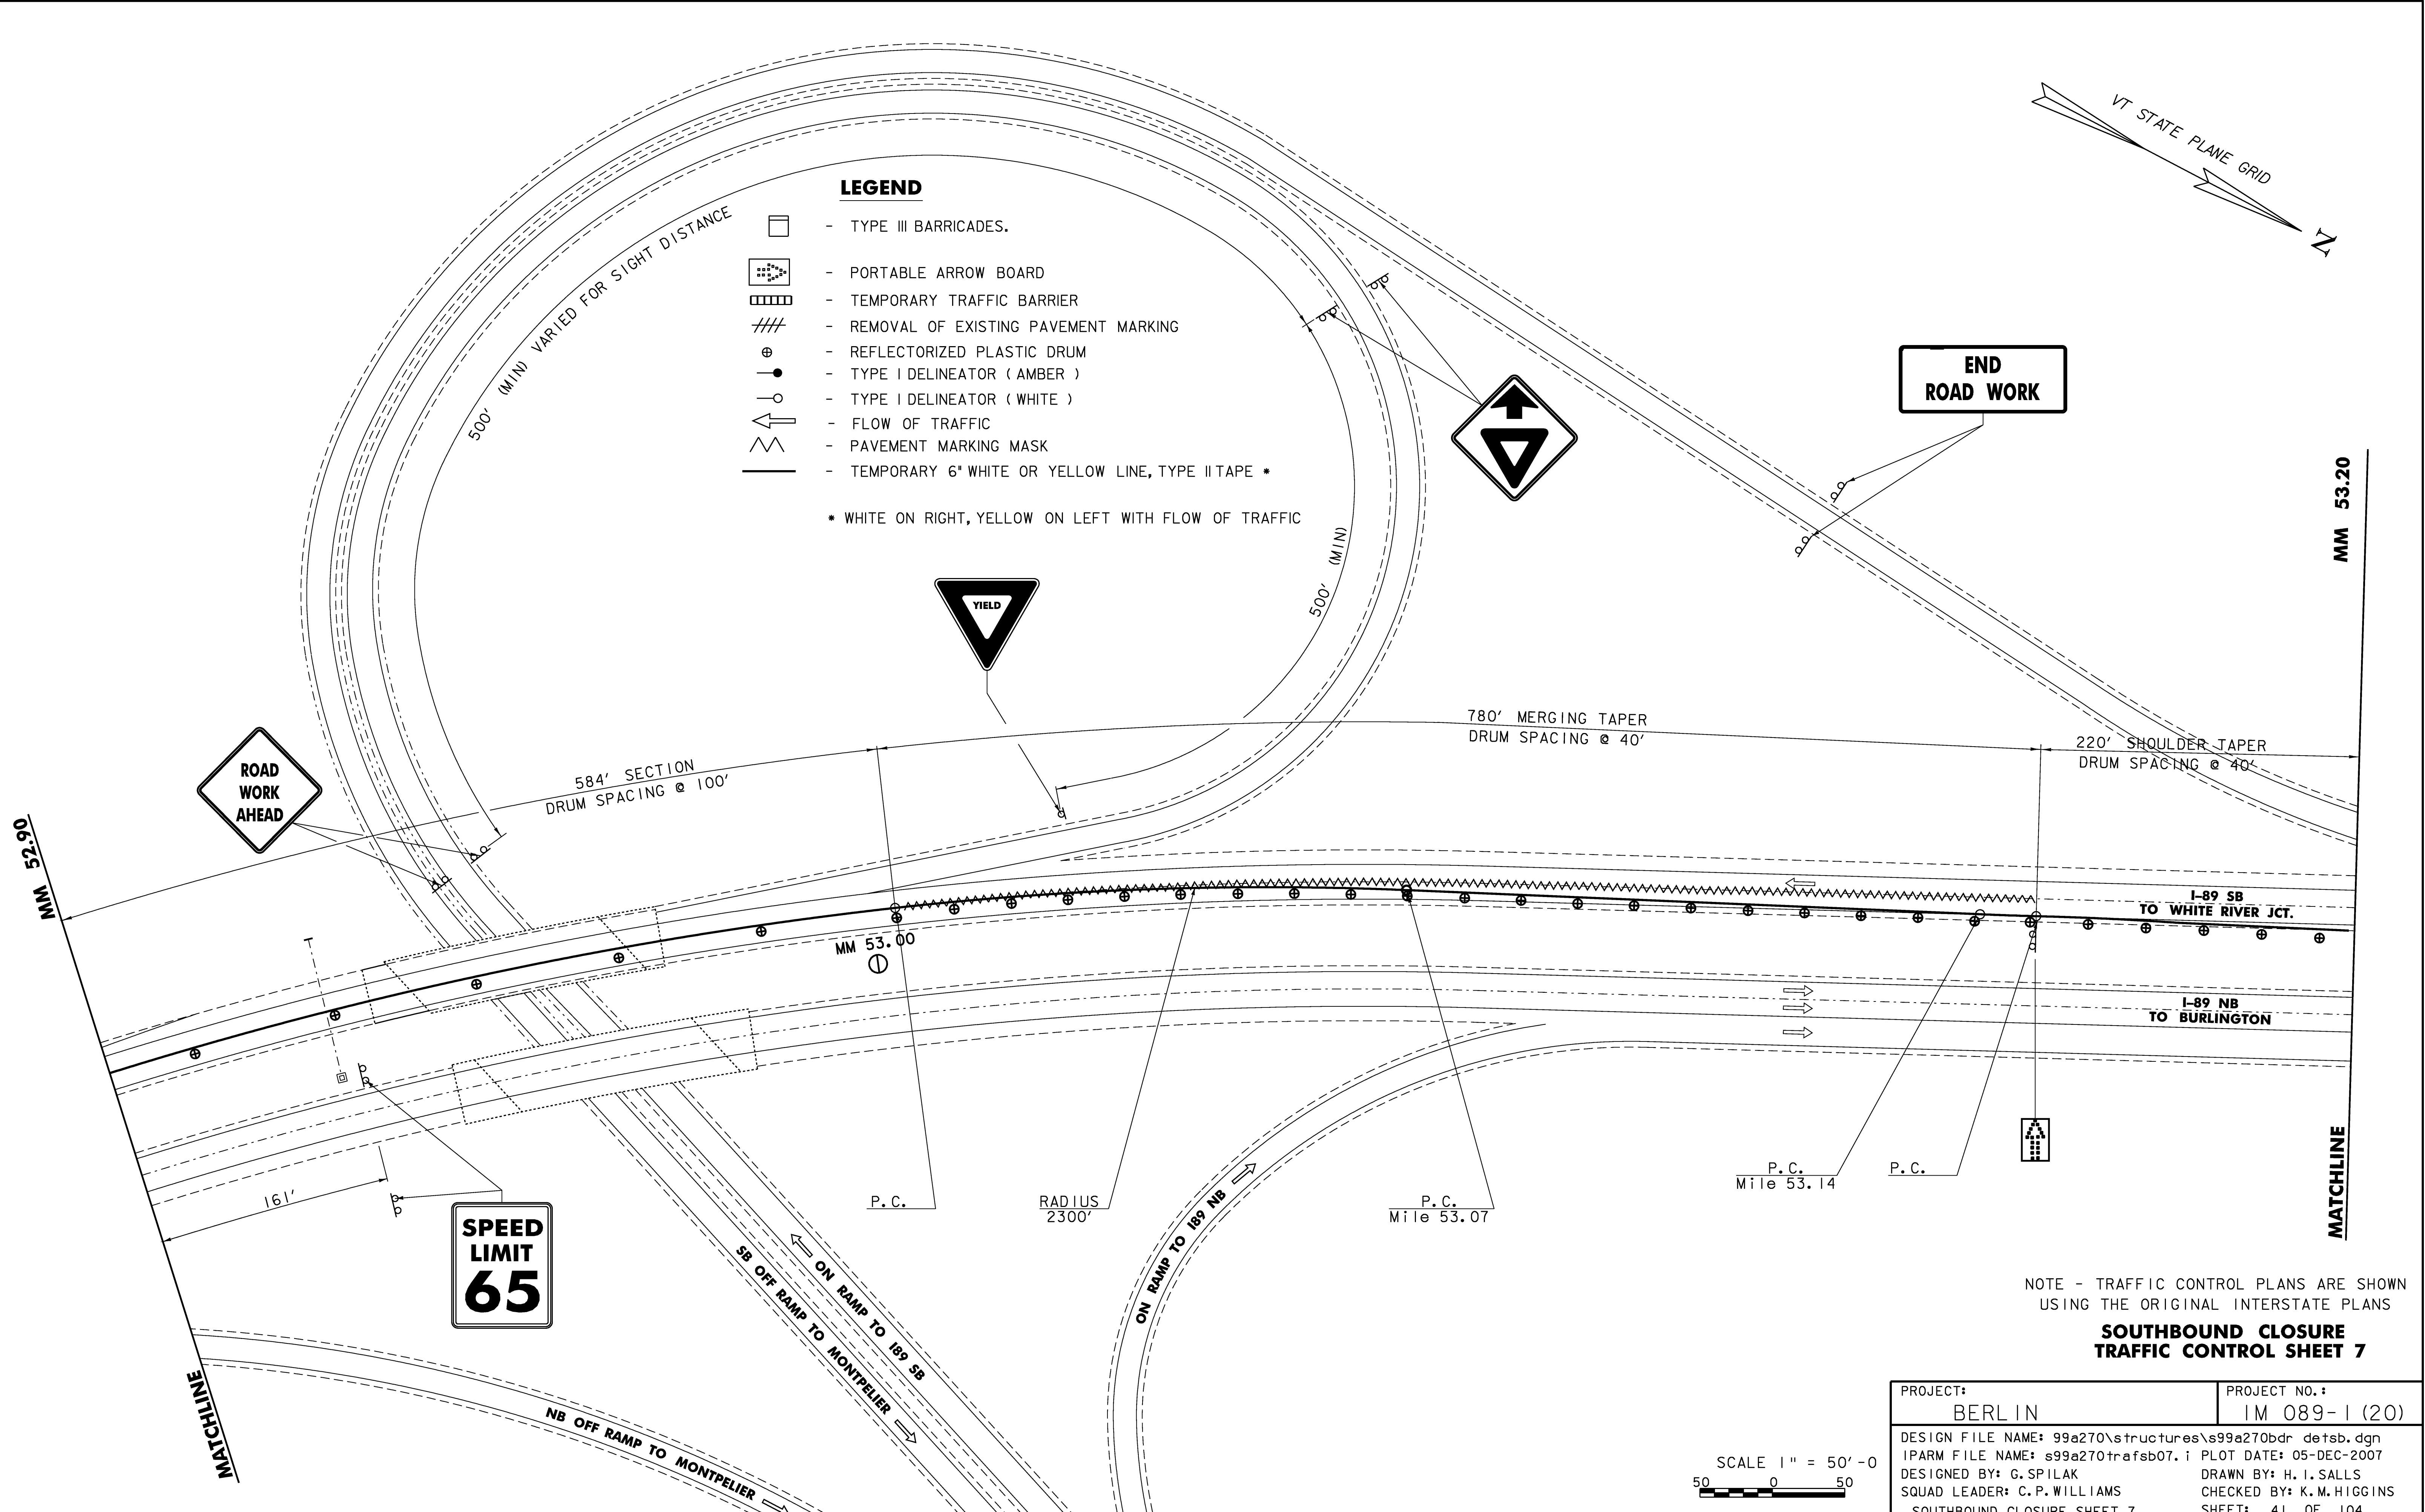 VT STATE PLANE GRID
N
LEGEND
- TYPE III BARRICADES.
- PORTABLE ARROW BOARD
- TEMPORARY TRAFFIC BARRIER
- REMOVAL OF EXISTING PAVEMENT MARKING
- REFLECTORIZED PLASTIC DRUM
- TYPE I DELINEATOR ( AMBER )
- TYPE I DELINEATOR ( WHITE )
- FLOW OF TRAFFIC
- PAVEMENT MARKING MASK
- TEMPORARY 6" WHITE OR YELLOW LINE, TYPE II TAPE *
* WHITE ON RIGHT, YELLOW ON LEFT WITH FLOW OF TRAFFIC
500' (MIN) VARIED FOR SIGHT DISTANCE
500' (MIN)
END
ROAD WORK
MM 53.20
YIELD
780' MERGING TAPER
DRUM SPACING @ 40'
220' SHOULDER TAPER
DRUM SPACING @ 40'
584' SECTION
DRUM SPACING @ 100'
ROAD
WORK
AHEAD
MM 52.90
MM 53.00
I-89 SB
TO WHITE RIVER JCT.
I-89 NB
TO BURLINGTON
161'
SPEED
LIMIT
65
P.C.
RADIUS
2300'
P.C.
Mile 53.07
P.C.
Mile 53.14
P.C.
MATCHLINE
MATCHLINE
ON RAMP TO I89 NB
ON RAMP TO I89 SB
SB OFF RAMP TO MONTPELIER
NB OFF RAMP TO MONTPELIER
NOTE - TRAFFIC CONTROL PLANS ARE SHOWN
USING THE ORIGINAL INTERSTATE PLANS
SOUTHBOUND CLOSURE
TRAFFIC CONTROL SHEET 7
SCALE 1" = 50'-0
50 0 50
PROJECT:
BERLIN
PROJECT NO.:
IM 089-1 (20)
DESIGN FILE NAME: 99a270\structures\s99a270bdr detsb.dgn
IPARM FILE NAME: s99a270trafsb07.i PLOT DATE: 05-DEC-2007
DESIGNED BY: G.SPILAK DRAWN BY: H.I.SALLS
SQUAD LEADER: C.P.WILLIAMS CHECKED BY: K.M.HIGGINS
SOUTHBOUND CLOSURE SHEET 7 SHEET: 41 OF 104